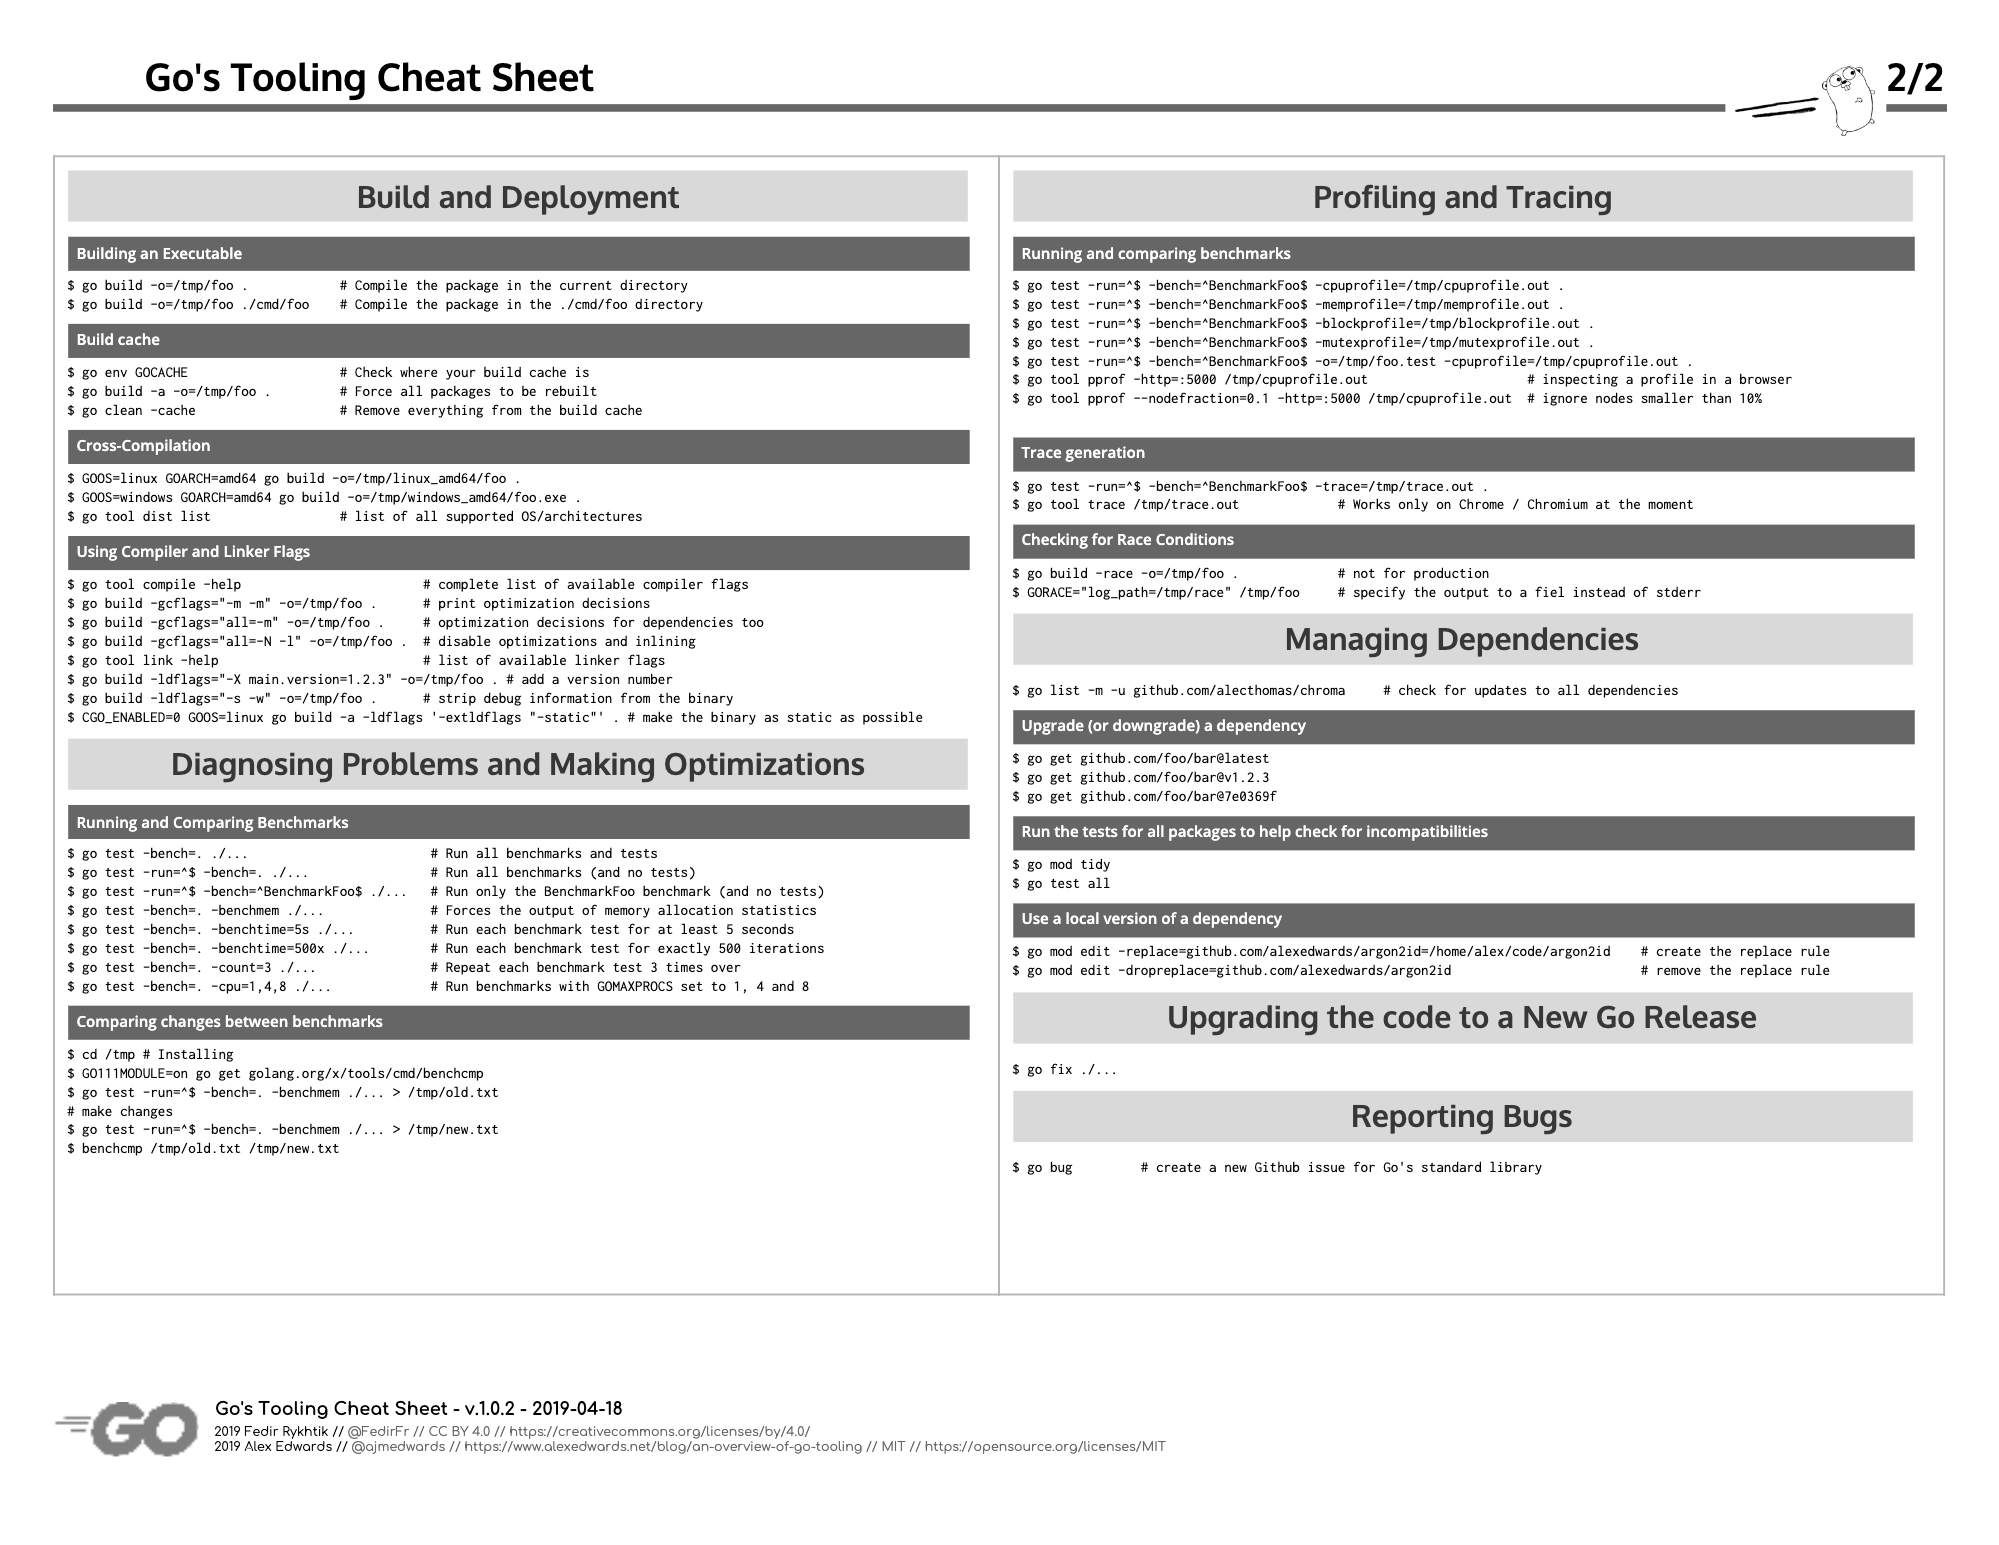 Go's Tooling Cheat Sheet
2/2
Build and Deployment
Building an Executable
$ go build -o=/tmp/foo . # Compile the package in the current directory
$ go build -o=/tmp/foo ./cmd/foo # Compile the package in the ./cmd/foo directory
Build cache
$ go env GOCACHE # Check where your build cache is
$ go build -a -o=/tmp/foo . # Force all packages to be rebuilt
$ go clean -cache # Remove everything from the build cache
Cross-Compilation
$ GOOS=linux GOARCH=amd64 go build -o=/tmp/linux_amd64/foo .
$ GOOS=windows GOARCH=amd64 go build -o=/tmp/windows_amd64/foo.exe .
$ go tool dist list # list of all supported OS/architectures
Using Compiler and Linker Flags
$ go tool compile -help # complete list of available compiler flags
$ go build -gcflags="-m -m" -o=/tmp/foo . # print optimization decisions
$ go build -gcflags="all=-m" -o=/tmp/foo . # optimization decisions for dependencies too
$ go build -gcflags="all=-N -l" -o=/tmp/foo . # disable optimizations and inlining
$ go tool link -help # list of available linker flags
$ go build -ldflags="-X main.version=1.2.3" -o=/tmp/foo . # add a version number
$ go build -ldflags="-s -w" -o=/tmp/foo . # strip debug information from the binary
$ CGO_ENABLED=0 GOOS=linux go build -a -ldflags '-extldflags "-static"' . # make the binary as static as possible
Diagnosing Problems and Making Optimizations
Running and Comparing Benchmarks
$ go test -bench=. ./... # Run all benchmarks and tests
$ go test -run=^$ -bench=. ./... # Run all benchmarks (and no tests)
$ go test -run=^$ -bench=^BenchmarkFoo$ ./... # Run only the BenchmarkFoo benchmark (and no tests)
$ go test -bench=. -benchmem ./... # Forces the output of memory allocation statistics
$ go test -bench=. -benchtime=5s ./... # Run each benchmark test for at least 5 seconds
$ go test -bench=. -benchtime=500x ./... # Run each benchmark test for exactly 500 iterations
$ go test -bench=. -count=3 ./... # Repeat each benchmark test 3 times over
$ go test -bench=. -cpu=1,4,8 ./... # Run benchmarks with GOMAXPROCS set to 1, 4 and 8
Comparing changes between benchmarks
$ cd /tmp # Installing
$ GO111MODULE=on go get golang.org/x/tools/cmd/benchcmp
$ go test -run=^$ -bench=. -benchmem ./... > /tmp/old.txt
# make changes
$ go test -run=^$ -bench=. -benchmem ./... > /tmp/new.txt
$ benchcmp /tmp/old.txt /tmp/new.txt
Profiling and Tracing
Running and comparing benchmarks
$ go test -run=^$ -bench=^BenchmarkFoo$ -cpuprofile=/tmp/cpuprofile.out .
$ go test -run=^$ -bench=^BenchmarkFoo$ -memprofile=/tmp/memprofile.out .
$ go test -run=^$ -bench=^BenchmarkFoo$ -blockprofile=/tmp/blockprofile.out .
$ go test -run=^$ -bench=^BenchmarkFoo$ -mutexprofile=/tmp/mutexprofile.out .
$ go test -run=^$ -bench=^BenchmarkFoo$ -o=/tmp/foo.test -cpuprofile=/tmp/cpuprofile.out .
$ go tool pprof -http=:5000 /tmp/cpuprofile.out # inspecting a profile in a browser
$ go tool pprof --nodefraction=0.1 -http=:5000 /tmp/cpuprofile.out # ignore nodes smaller than 10%
Trace generation
$ go test -run=^$ -bench=^BenchmarkFoo$ -trace=/tmp/trace.out .
$ go tool trace /tmp/trace.out # Works only on Chrome / Chromium at the moment
Checking for Race Conditions
$ go build -race -o=/tmp/foo . # not for production
$ GORACE="log_path=/tmp/race" /tmp/foo # specify the output to a fiel instead of stderr
Managing Dependencies
$ go list -m -u github.com/alecthomas/chroma # check for updates to all dependencies
Upgrade (or downgrade) a dependency
$ go get github.com/foo/bar@latest
$ go get github.com/foo/bar@v1.2.3
$ go get github.com/foo/bar@7e0369f
Run the tests for all packages to help check for incompatibilities
$ go mod tidy
$ go test all
Use a local version of a dependency
$ go mod edit -replace=github.com/alexedwards/argon2id=/home/alex/code/argon2id # create the replace rule
$ go mod edit -dropreplace=github.com/alexedwards/argon2id # remove the replace rule
Upgrading the code to a New Go Release
$ go fix ./...
Reporting Bugs
$ go bug # create a new Github issue for Go's standard library
GO
Go's Tooling Cheat Sheet - v.1.0.2 - 2019-04-18
2019 Fedir Rykhtik // @FedirFr // CC BY 4.0 // https://creativecommons.org/licenses/by/4.0/
2019 Alex Edwards // @ajmedwards // https://www.alexedwards.net/blog/an-overview-of-go-tooling // MIT // https://opensource.org/licenses/MIT